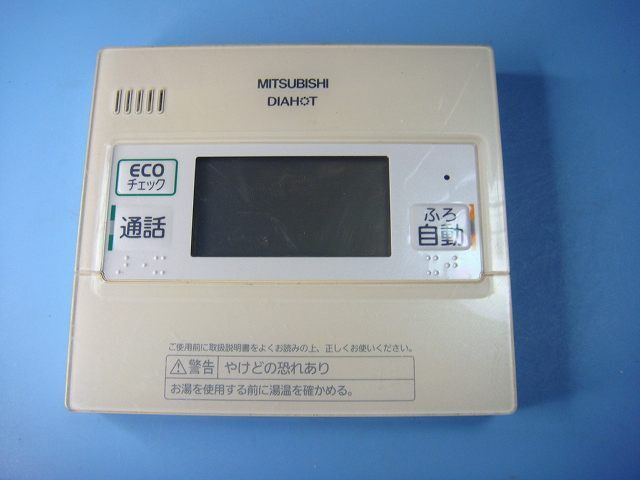 MITSUBISHI
DIAHOT
ECO
チェック
通話
ふろ
自動
ご使用前に取扱説明書をよくお読みの上、正しくお使いください。
警告 やけどの恐れあり
お湯を使用する前に湯温を確かめる。